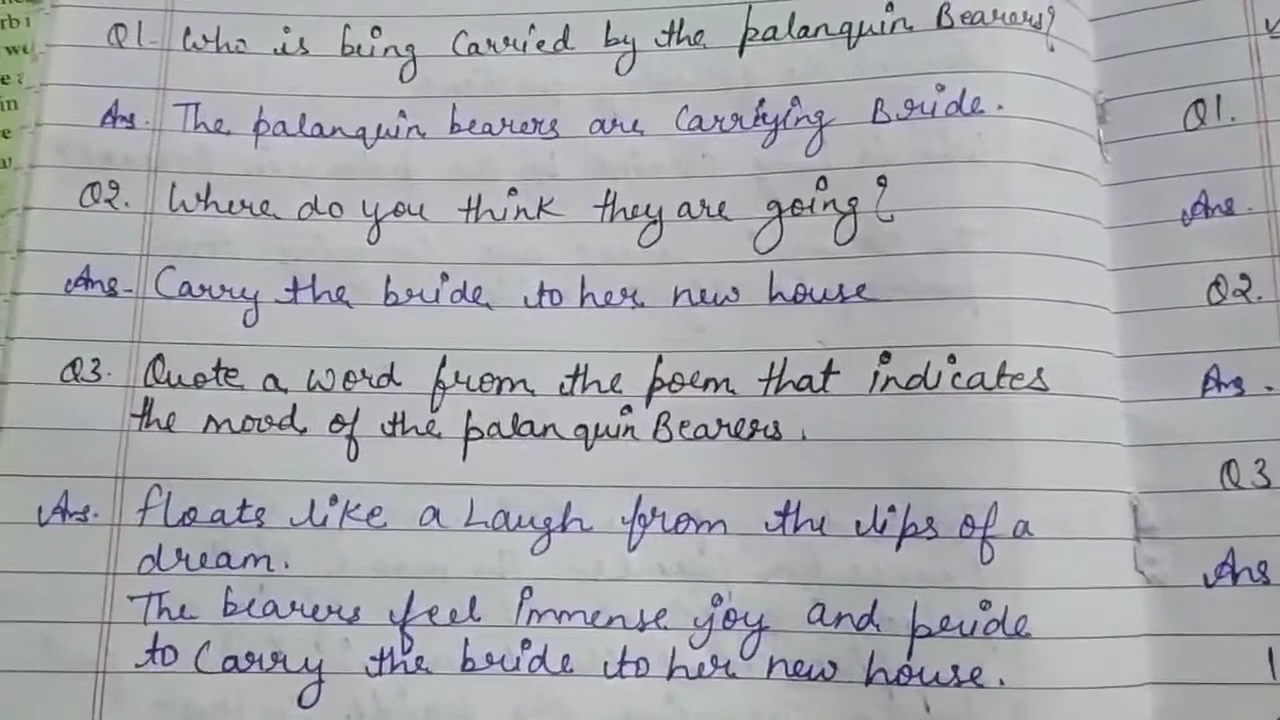 rbi
we
e
in
e
Q1- Who is being Carried by the palanquin Bearers?
Ans. The palanquin bearers are Carrying Bride.
Q2. Where do you think they are going?
Ans- Carry the bride to her new house
Q3. Quote a word from the poem that indicates
the mood of the palanquin Bearers.
Ans. floats like a Laugh from the lips of a
dream.
The bearers feel immense joy and pride
to Carry the bride to her new house.
Q1.
Ans.
Q2.
Ans.
Q3
Ans